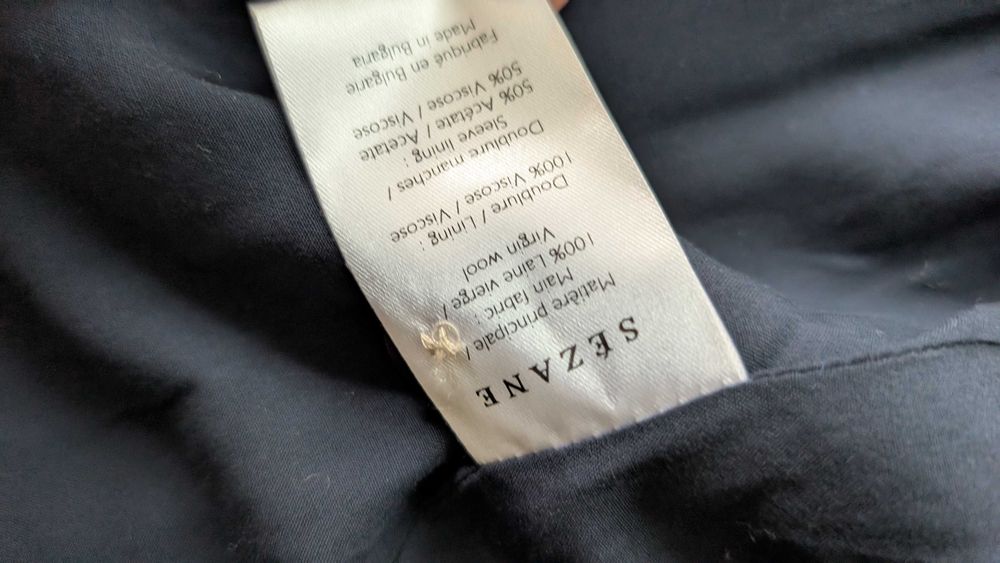 SÉZANE
Matière principale /
Main fabric :
100% Laine vierge /
Virgin wool
Doublure / Lining :
100% Viscose / Viscose
Doublure manches /
Sleeve lining :
50% Acétate / Acetate
50% Viscose / Viscose
Fabriqué en Bulgarie
Made in Bulgaria